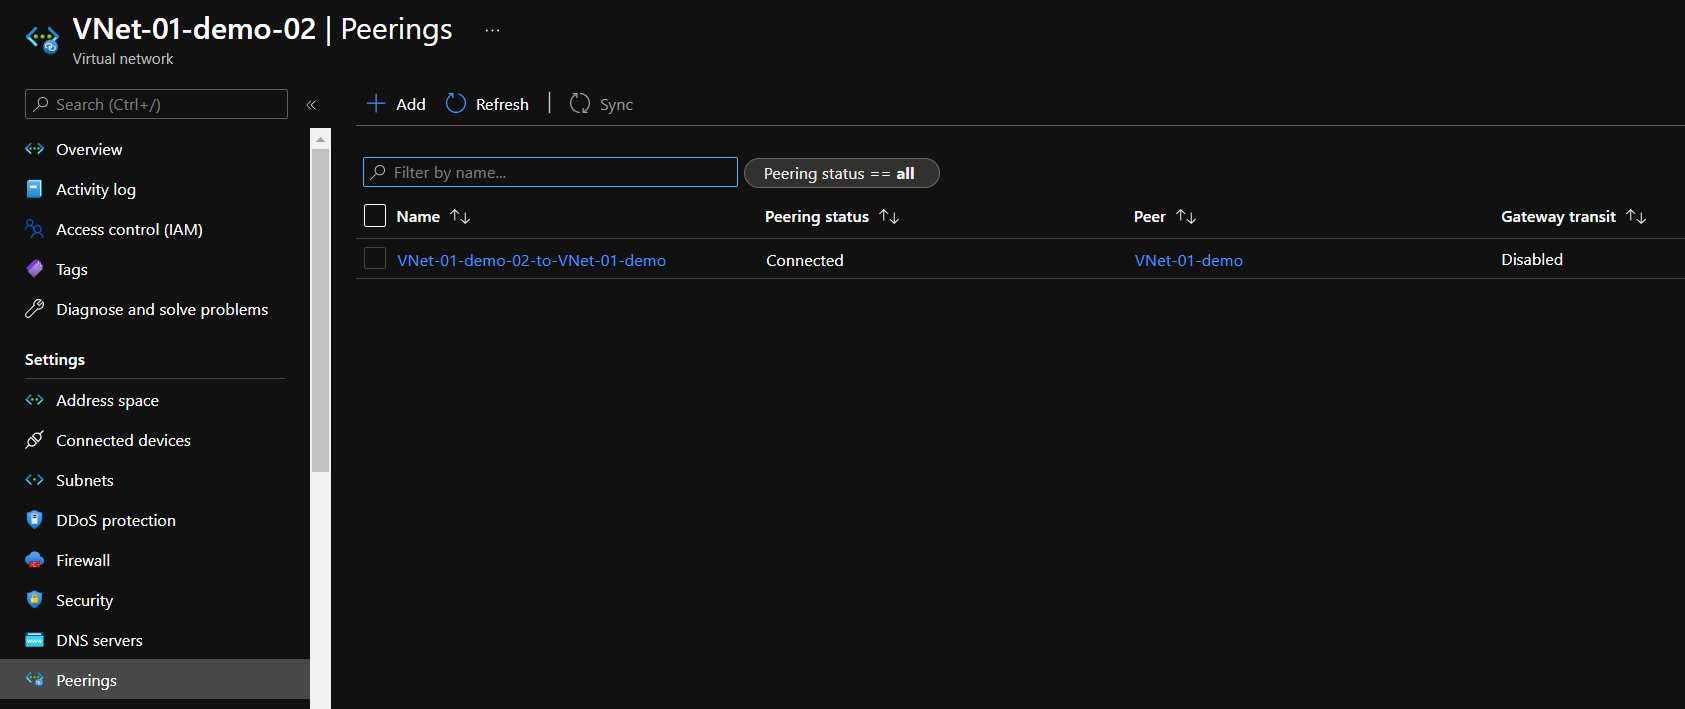 VNet-01-demo-02 | Peerings ...
Virtual network
Search (Ctrl+/)
«
Overview
Activity log
Access control (IAM)
Tags
Diagnose and solve problems
Settings
Address space
Connected devices
Subnets
DDoS protection
Firewall
Security
DNS servers
Peerings
Add Refresh | Sync
Filter by name...
Peering status == all
Name Peering status Peer Gateway transit
VNet-01-demo-02-to-VNet-01-demo Connected VNet-01-demo Disabled